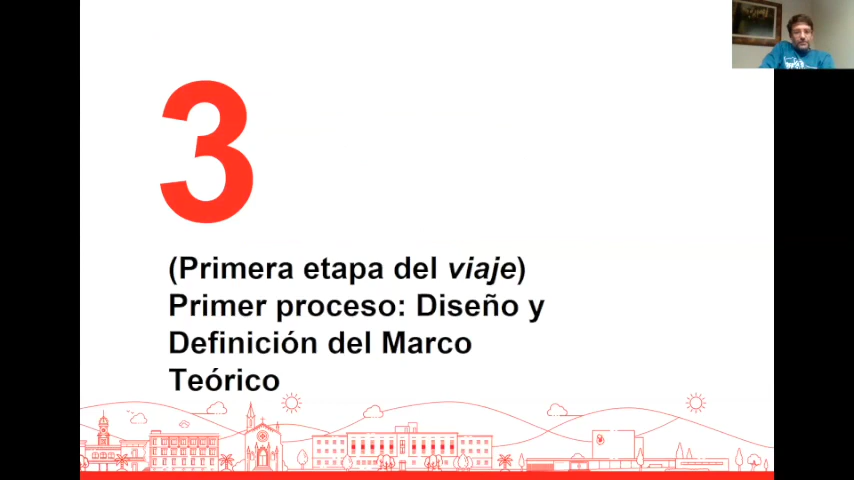 3
(Primera etapa del viaje)
Primer proceso: Diseño y
Definición del Marco
Teórico